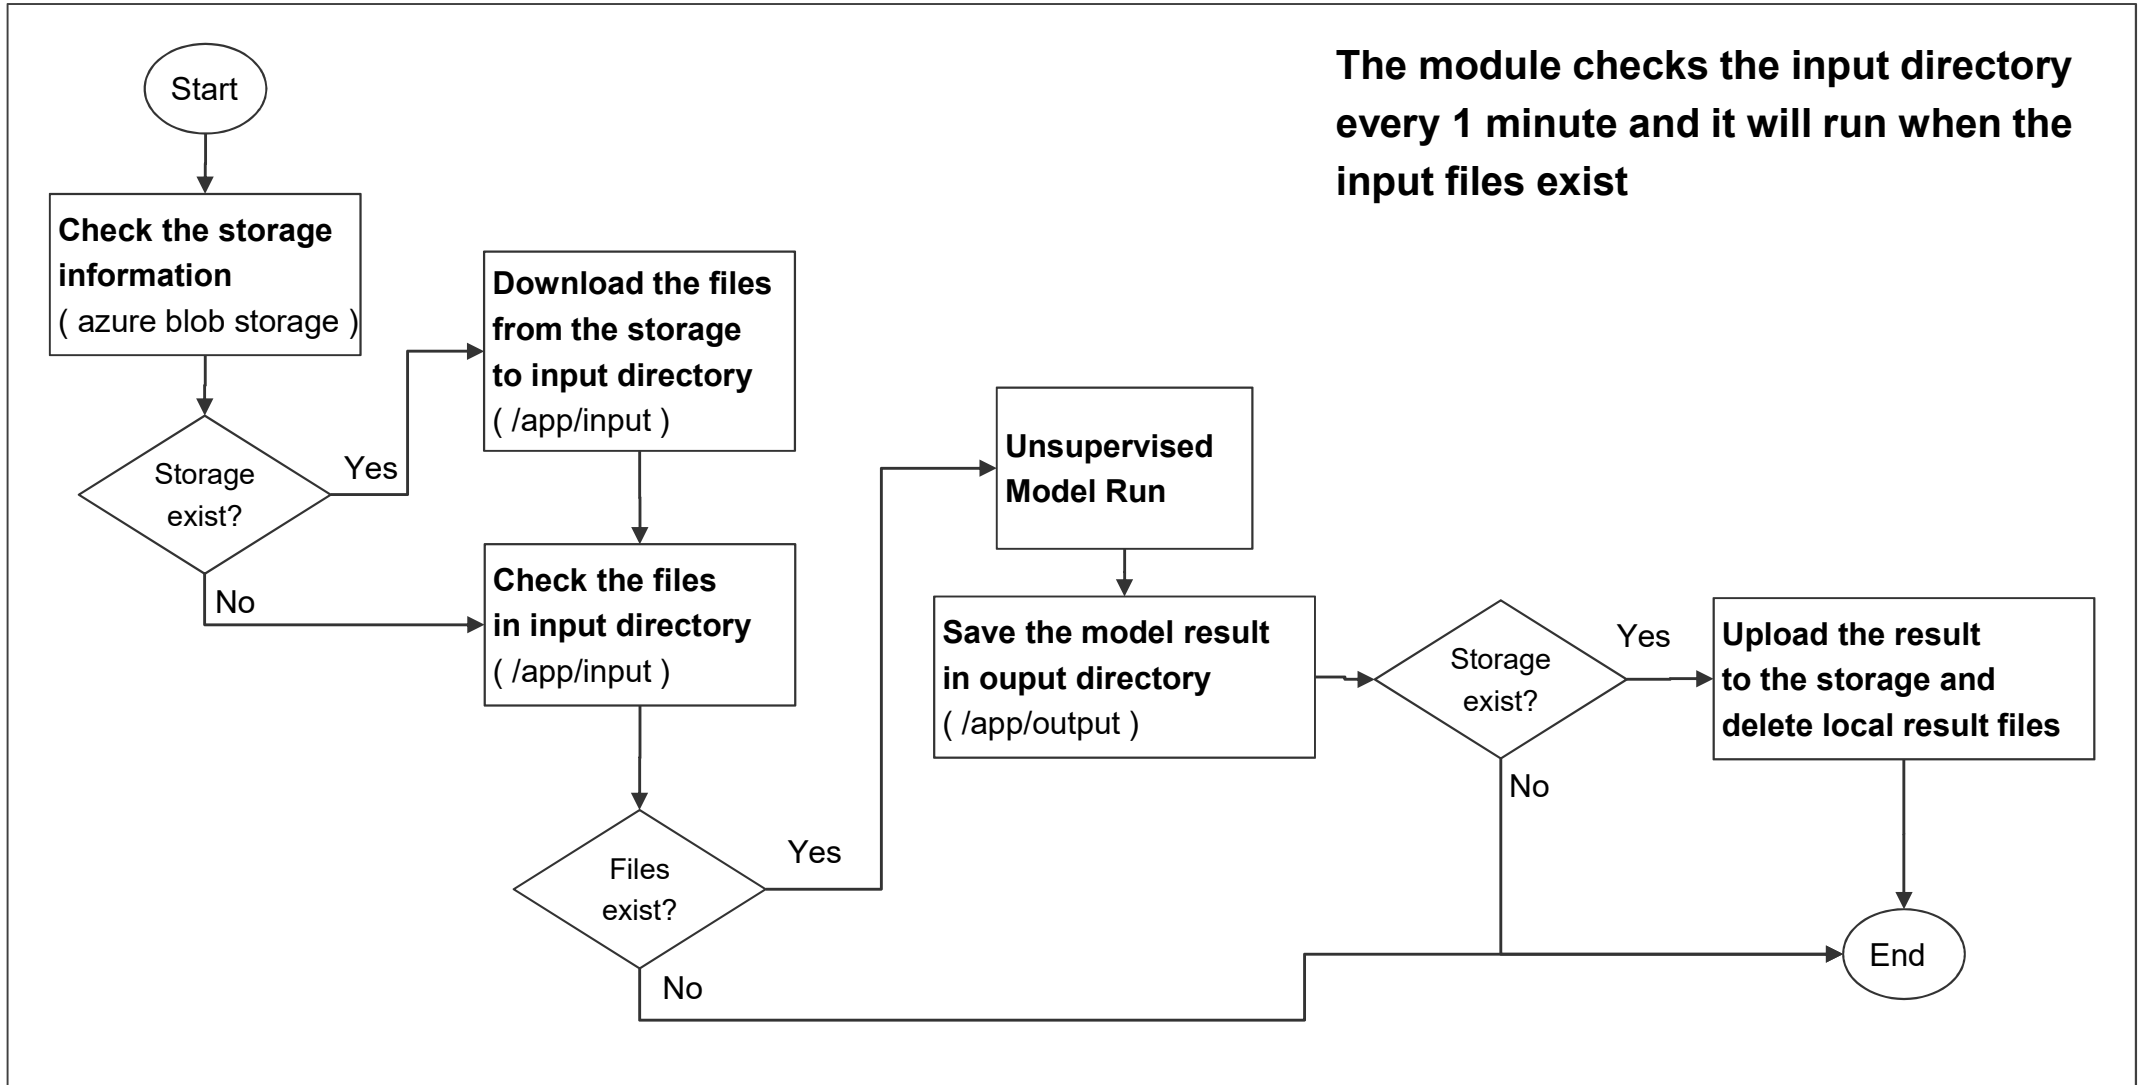 Start
The module checks the input directory
every 1 minute and it will run when the
input files exist
Check the storage
information
( azure blob storage )
Storage
exist?
Yes
No
Download the files
from the storage
to input directory
( /app/input )
Check the files
in input directory
( /app/input )
Files
exist?
Yes
No
Unsupervised
Model Run
Save the model result
in ouput directory
( /app/output )
Storage
exist?
Yes
No
Upload the result
to the storage and
delete local result files
End